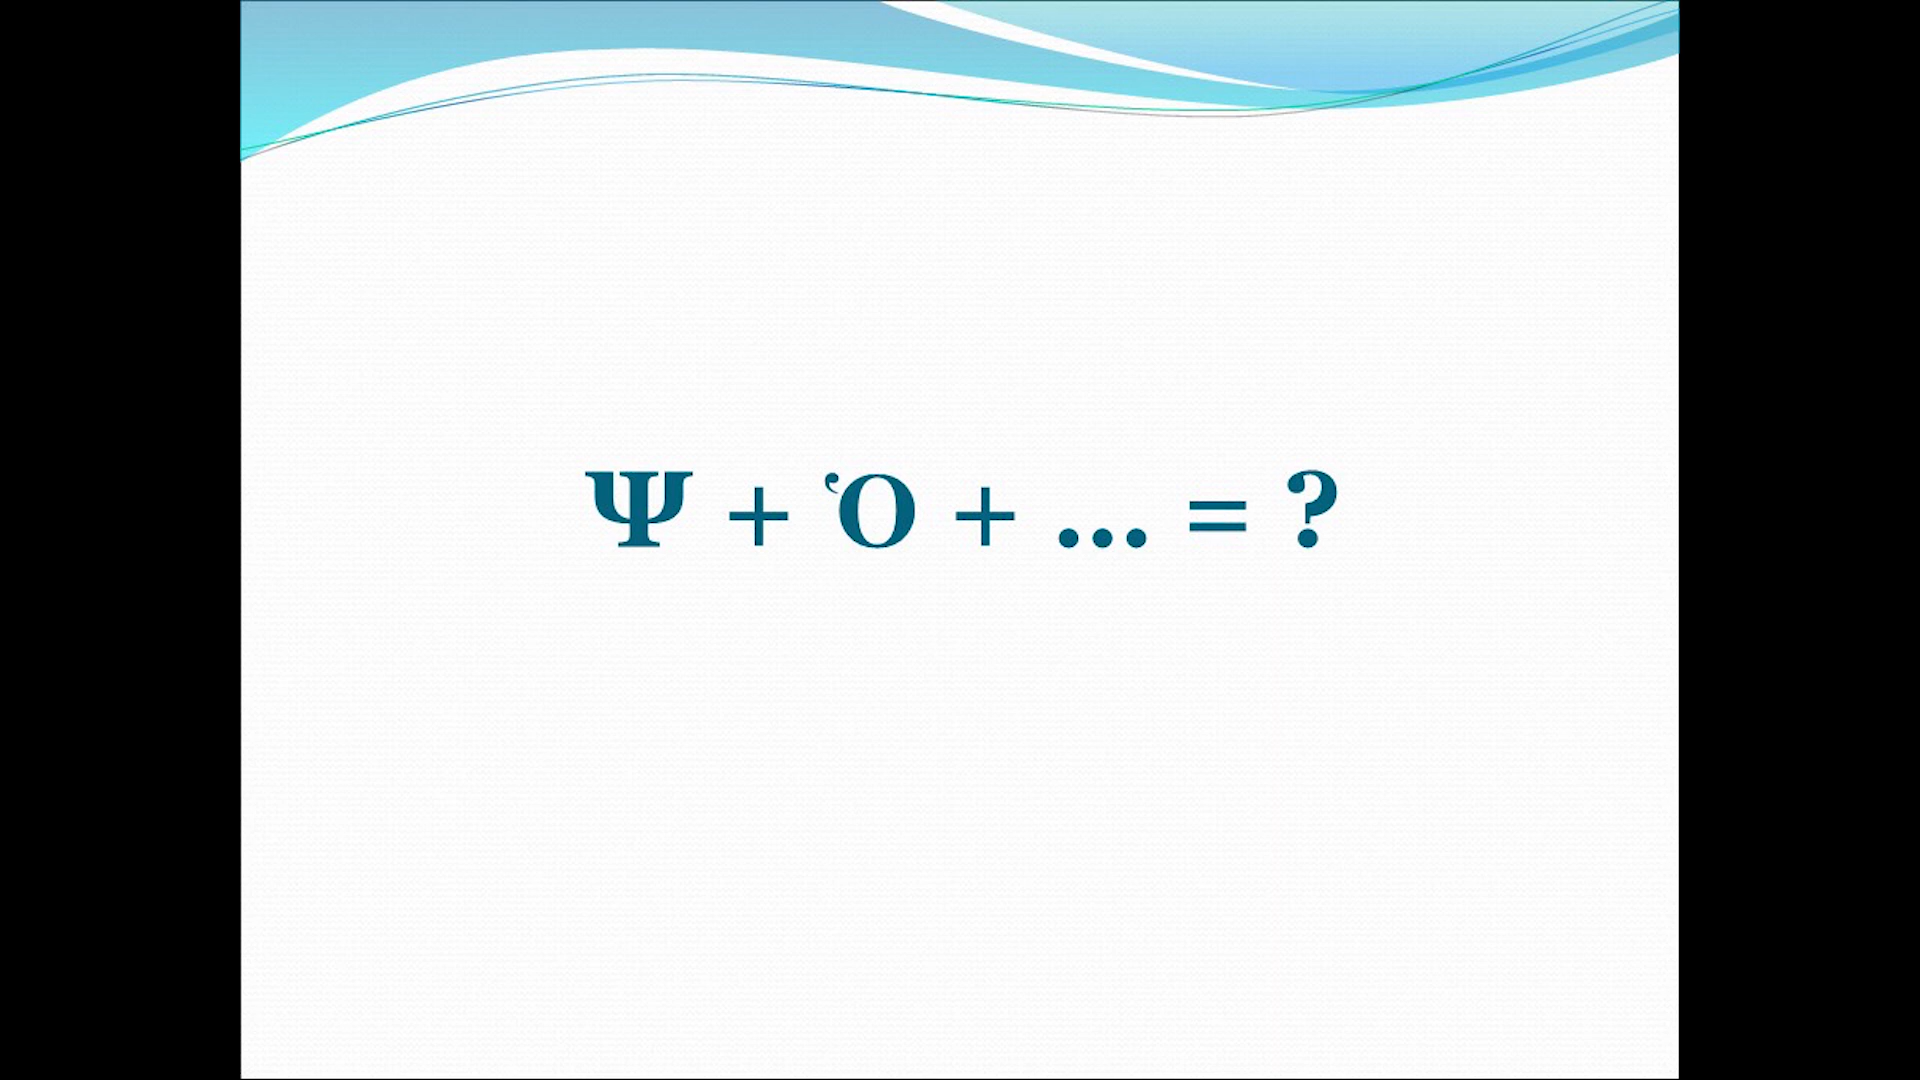 Ψ + Ὁ + ... = ?